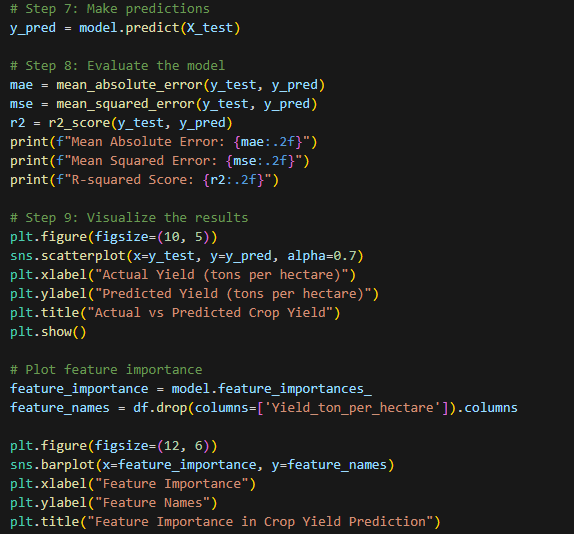 # Step 7: Make predictions
y_pred = model.predict(X_test)
# Step 8: Evaluate the model
mae = mean_absolute_error(y_test, y_pred)
mse = mean_squared_error(y_test, y_pred)
r2 = r2_score(y_test, y_pred)
print(f"Mean Absolute Error: {mae:.2f}")
print(f"Mean Squared Error: {mse:.2f}")
print(f"R-squared Score: {r2:.2f}")
# Step 9: Visualize the results
plt.figure(figsize=(10, 5))
sns.scatterplot(x=y_test, y=y_pred, alpha=0.7)
plt.xlabel("Actual Yield (tons per hectare)")
plt.ylabel("Predicted Yield (tons per hectare)")
plt.title("Actual vs Predicted Crop Yield")
plt.show()
# Plot feature importance
feature_importance = model.feature_importances_
feature_names = df.drop(columns=['Yield_ton_per_hectare']).columns
plt.figure(figsize=(12, 6))
sns.barplot(x=feature_importance, y=feature_names)
plt.xlabel("Feature Importance")
plt.ylabel("Feature Names")
plt.title("Feature Importance in Crop Yield Prediction")